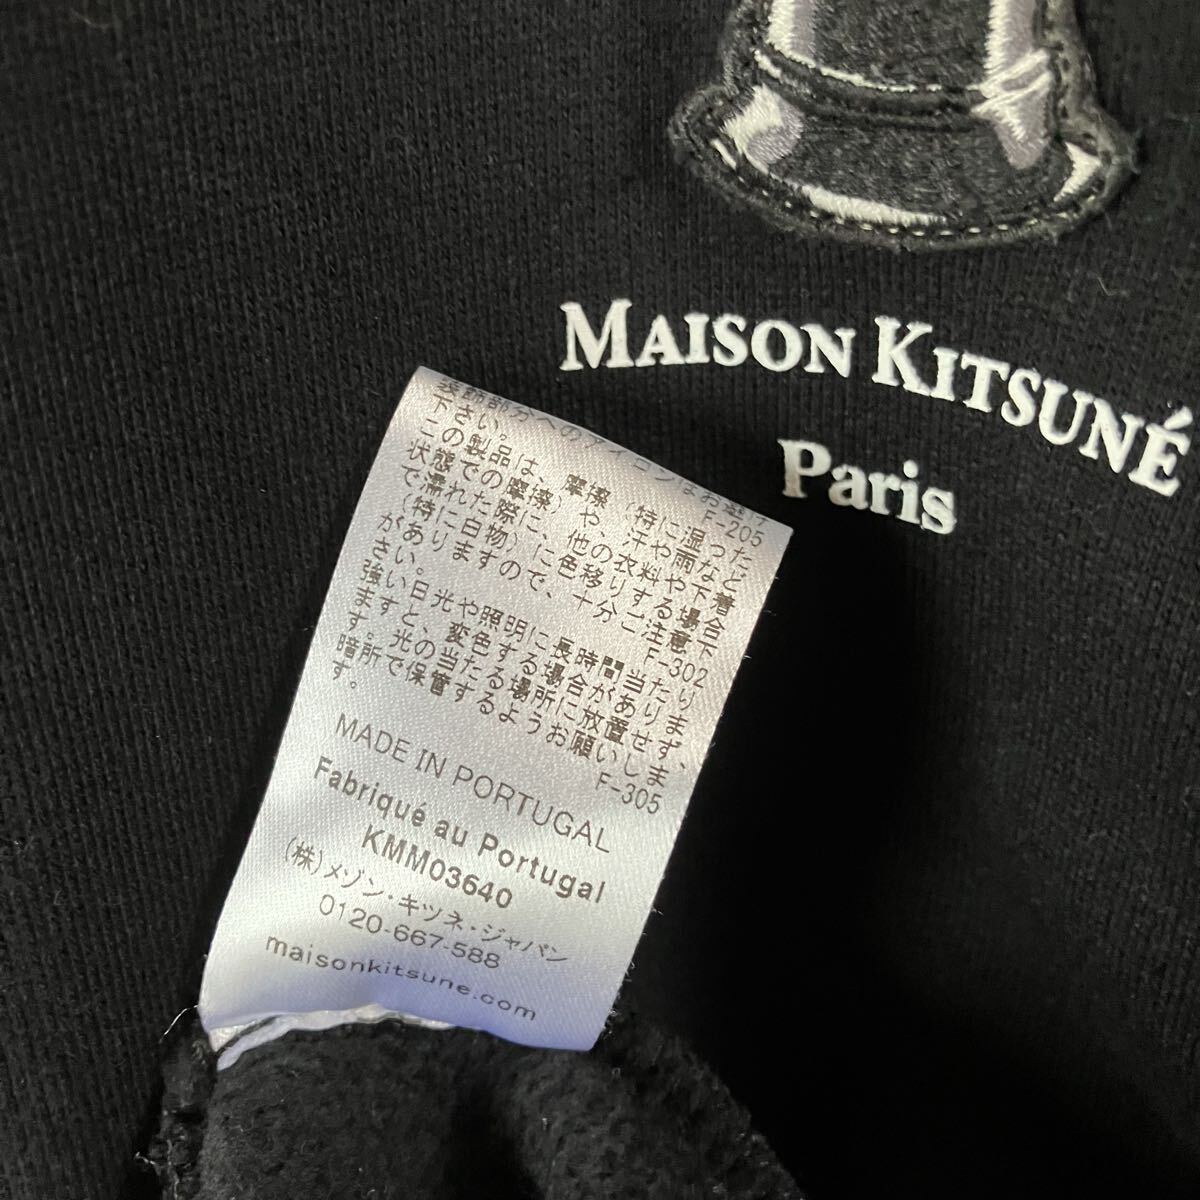 MAISON KITSUNÉ
Paris
装飾部分へのアイロンはお避け
下さい。 F-205
この製品は、摩擦（特に湿った
状態での摩擦）や、汗や雨など
で濡れた際に、他の衣料や下着
（特に白物）に色移りする場合
がありますので、十分ご注意下
さい。 F-302
強い日光や照明に長時間当たり
ますと、変色する場合がありま
す。光の当たる場所に放置せず、
暗所で保管するようお願いしま
す。 F-305
MADE IN PORTUGAL
Fabriqué au Portugal
KMM03640
(株)メゾン・キツネ・ジャパン
0120-667-588
maisonkitsune.com